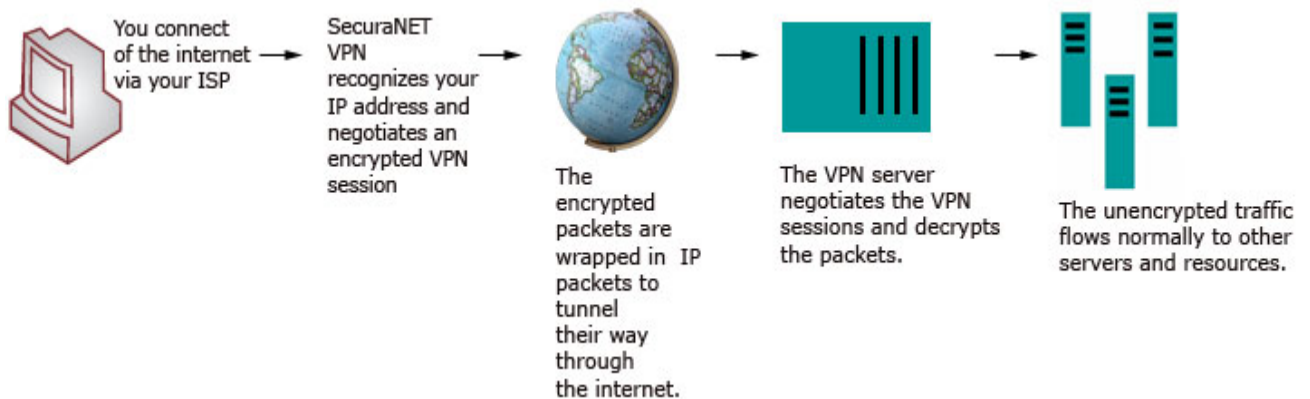 You connect
of the internet
via your ISP
SecuraNET
VPN
recognizes your
IP address and
negotiates an
encrypted VPN
session
The
encrypted
packets are
wrapped in IP
packets to
tunnel
their way
through
the internet.
The VPN server
negotiates the VPN
sessions and decrypts
the packets.
The unencrypted traffic
flows normally to other
servers and resources.